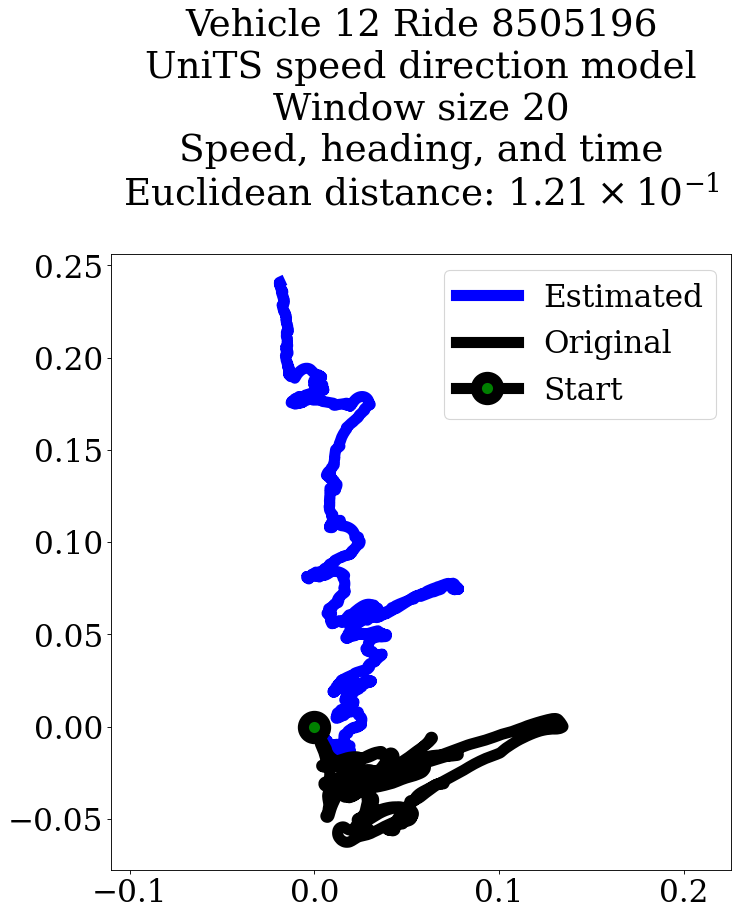 Vehicle 12 Ride 8505196
UniTS speed direction model
Window size 20
Speed, heading, and time
Euclidean distance: $1.21 \times 10^{-1}$
0.25
0.20
0.15
0.10
0.05
0.00
−0.05
Estimated
Original
Start
−0.1
0.0
0.1
0.2